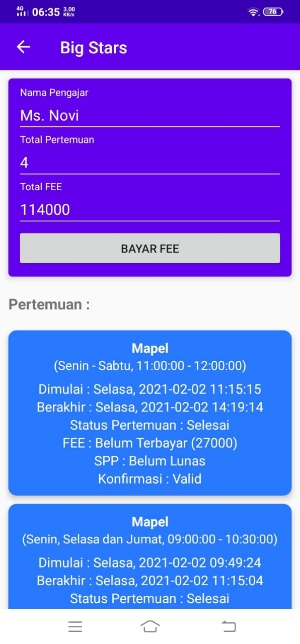 4G 06:35 3,00 KB/s 76
Big Stars
Nama Pengajar
Ms. Novi
Total Pertemuan
4
Total FEE
114000
BAYAR FEE
Pertemuan :
Mapel
(Senin - Sabtu, 11:00:00 - 12:00:00)
Dimulai : Selasa, 2021-02-02 11:15:15
Berakhir : Selasa, 2021-02-02 14:19:14
Status Pertemuan : Selesai
FEE : Belum Terbayar (27000)
SPP : Belum Lunas
Konfirmasi : Valid
Mapel
(Senin, Selasa dan Jumat, 09:00:00 - 10:30:00)
Dimulai : Selasa, 2021-02-02 09:49:24
Berakhir : Selasa, 2021-02-02 11:15:04
Status Pertemuan : Selesai